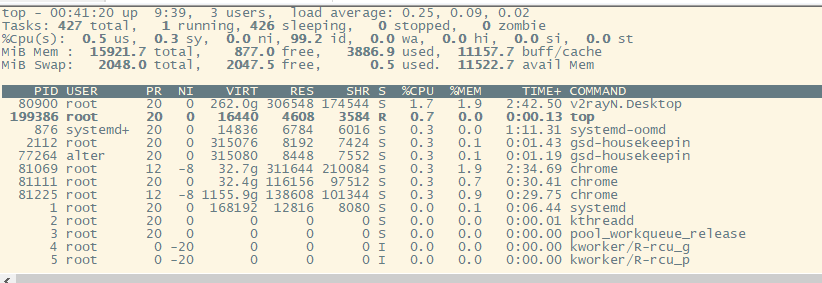 top - 00:41:20 up  9:39,  3 users,  load average: 0.25, 0.09, 0.02
Tasks: 427 total,   1 running, 426 sleeping,   0 stopped,   0 zombie
%Cpu(s):  0.5 us,  0.3 sy,  0.0 ni, 99.2 id,  0.0 wa,  0.0 hi,  0.0 si,  0.0 st
MiB Mem :  15921.7 total,    877.0 free,   3886.9 used,  11157.7 buff/cache
MiB Swap:   2048.0 total,   2047.5 free,      0.5 used.  11522.7 avail Mem
PID USER      PR  NI    VIRT    RES    SHR S  %CPU  %MEM     TIME+ COMMAND
80900 root      20   0  262.0g 306548 174544 S   1.7   1.9   2:42.50 v2rayN.Desktop
199386 root      20   0   16440   4608   3584 R   0.7   0.0   0:00.13 top
876 systemd+  20   0   14836   6784   6016 S   0.3   0.0   1:11.31 systemd-oomd
2112 root      20   0  315076   8192   7424 S   0.3   0.1   0:01.43 gsd-housekeepin
77264 alter     20   0  315080   8448   7552 S   0.3   0.1   0:01.19 gsd-housekeepin
81069 root      12  -8   32.7g 311644 210084 S   0.3   1.9   2:34.69 chrome
81111 root      20   0   32.4g 116156  97512 S   0.3   0.7   0:30.41 chrome
81225 root      12  -8 1155.9g 138608 101344 S   0.3   0.9   0:29.75 chrome
1 root      20   0  168192  12816   8080 S   0.0   0.1   0:06.44 systemd
2 root      20   0       0      0      0 S   0.0   0.0   0:00.01 kthreadd
3 root      20   0       0      0      0 S   0.0   0.0   0:00.00 pool_workqueue_release
4 root       0 -20       0      0      0 I   0.0   0.0   0:00.00 kworker/R-rcu_g
5 root       0 -20       0      0      0 I   0.0   0.0   0:00.00 kworker/R-rcu_p